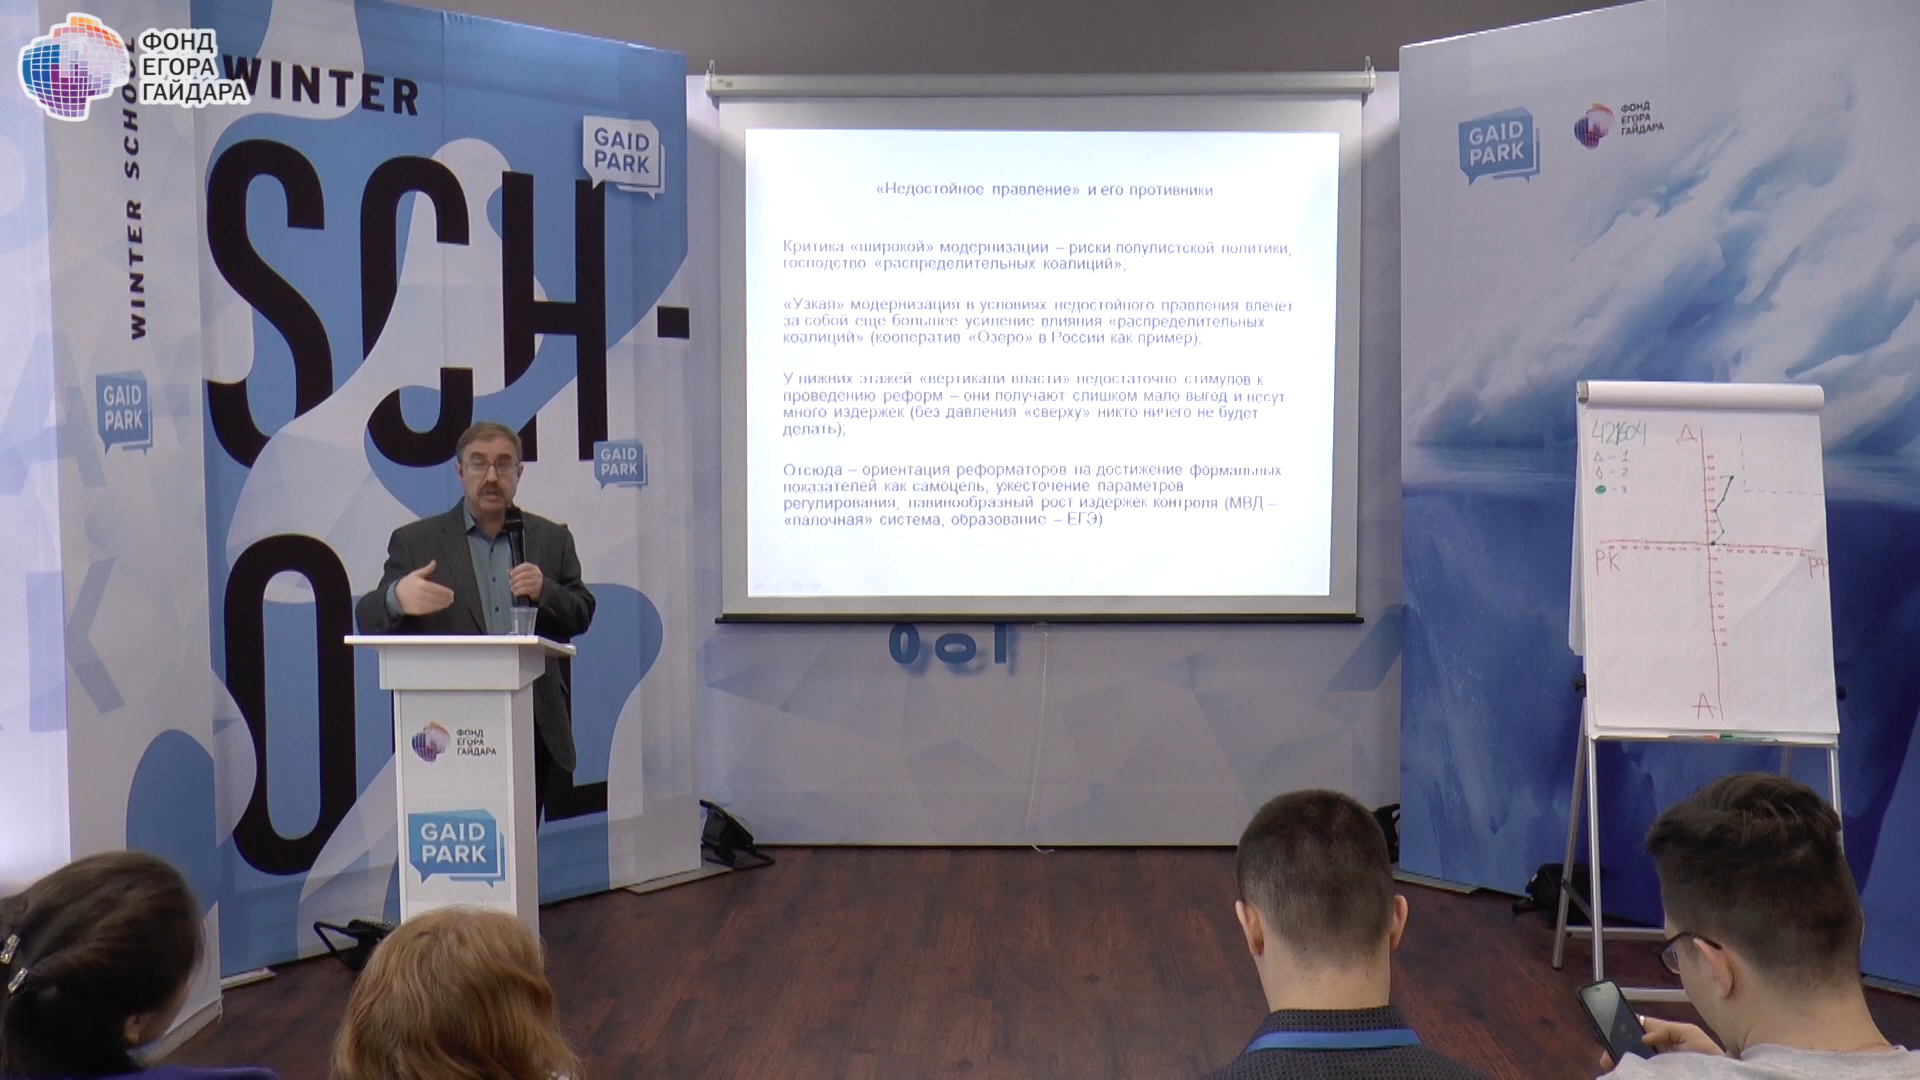 ФОНД
ЕГОРА
ГАЙДАРА
WINTER SCHOOL
WINTER
SCH-
OOL
GAID
PARK
GAID
PARK
GAID
PARK
«Недостойное правление» и его противники
Критика «широкой» модернизации – риски популистской политики,
господство «распределительных коалиций»;
«Узкая» модернизация в условиях недостойного правления влечет
за собой еще большее усиление влияния «распределительных
коалиций» (кооператив «Озеро» в России как пример);
У нижних этажей «вертикали власти» недостаточно стимулов к
проведению реформ – они получают слишком мало выгод и несут
много издержек (без давления «сверху» никто ничего не будет
делать);
Отсюда – ориентация реформаторов на достижение формальных
показателей как самоцель, ужесточение параметров
регулирования, лавинообразный рост издержек контроля (МВД –
«палочная» система, образование – ЕГЭ)
GAID
PARK
ФОНД
ЕГОРА
ГАЙДАРА
Д
РК
А
ФОНД
ЕГОРА
ГАЙДАРА
GAID
PARK